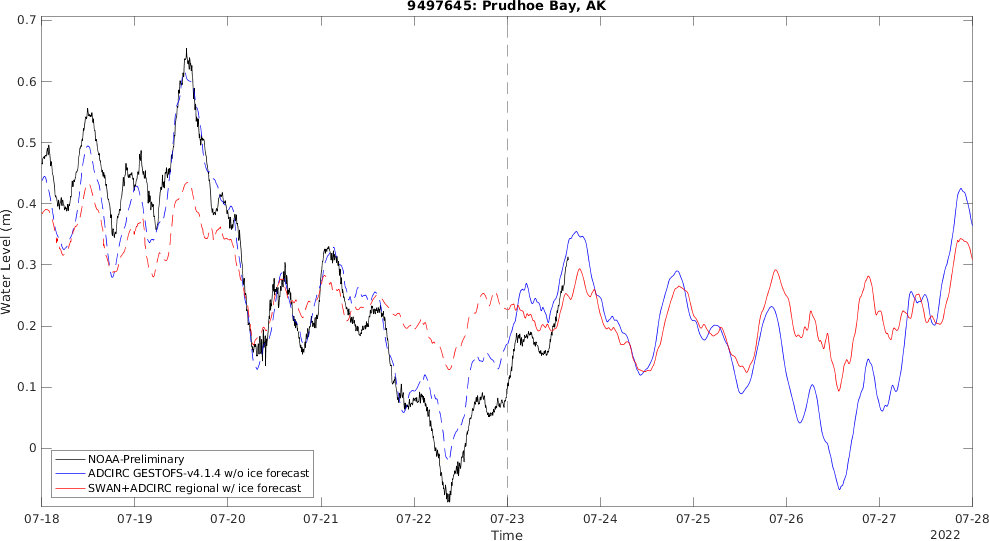 9497645: Prudhoe Bay, AK
Water Level (m)
0.7
0.6
0.5
0.4
0.3
0.2
0.1
0
NOAA-Preliminary
ADCIRC GESTOFS-v4.1.4 w/o ice forecast
SWAN+ADCIRC regional w/ ice forecast
07-18 07-19 07-20 07-21 07-22 07-23 07-24 07-25 07-26 07-27 07-28
Time
2022